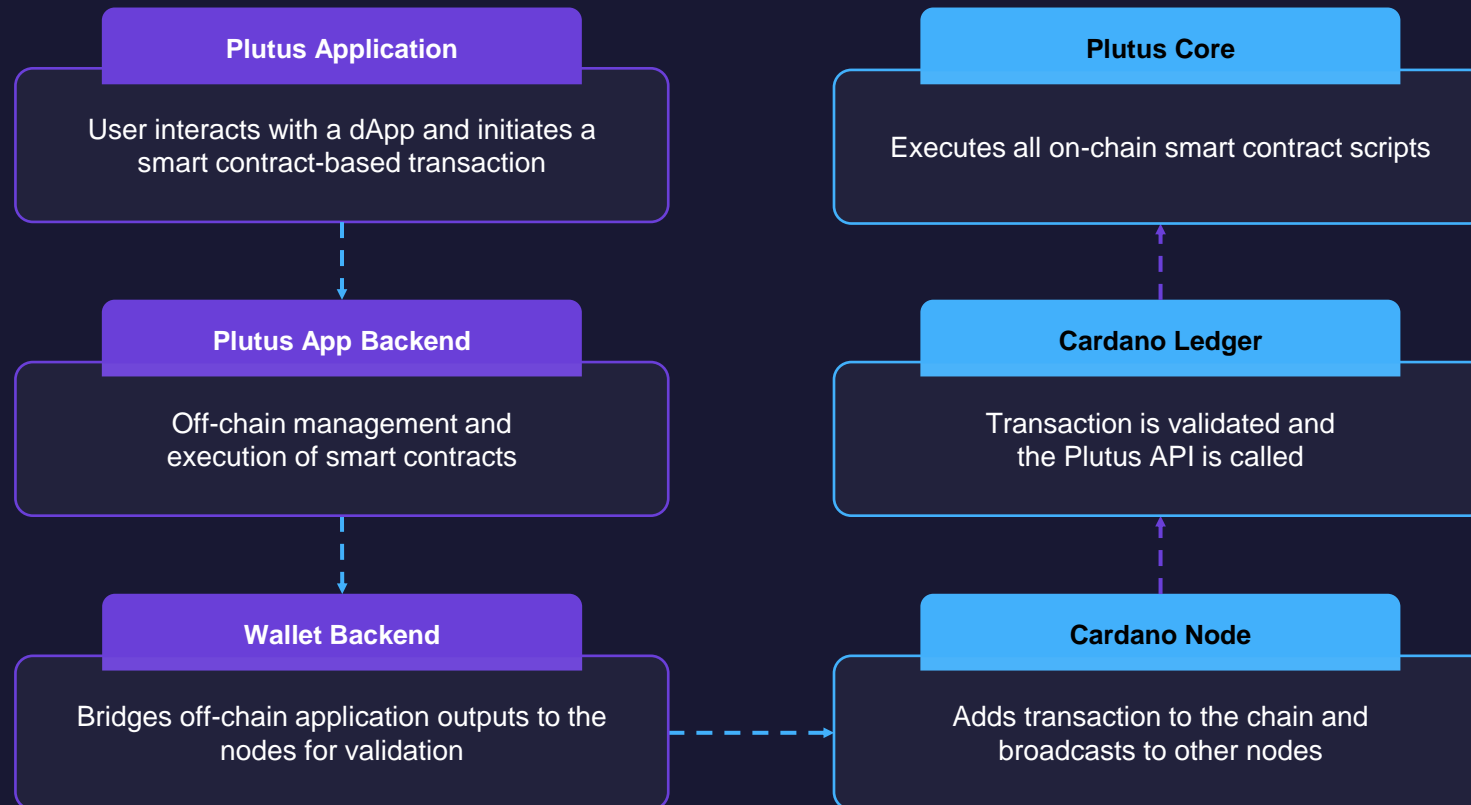 Plutus Application
User interacts with a dApp and initiates a
smart contract-based transaction
Plutus App Backend
Off-chain management and
execution of smart contracts
Wallet Backend
Bridges off-chain application outputs to the
nodes for validation
Cardano Node
Adds transaction to the chain and
broadcasts to other nodes
Cardano Ledger
Transaction is validated and
the Plutus API is called
Plutus Core
Executes all on-chain smart contract scripts